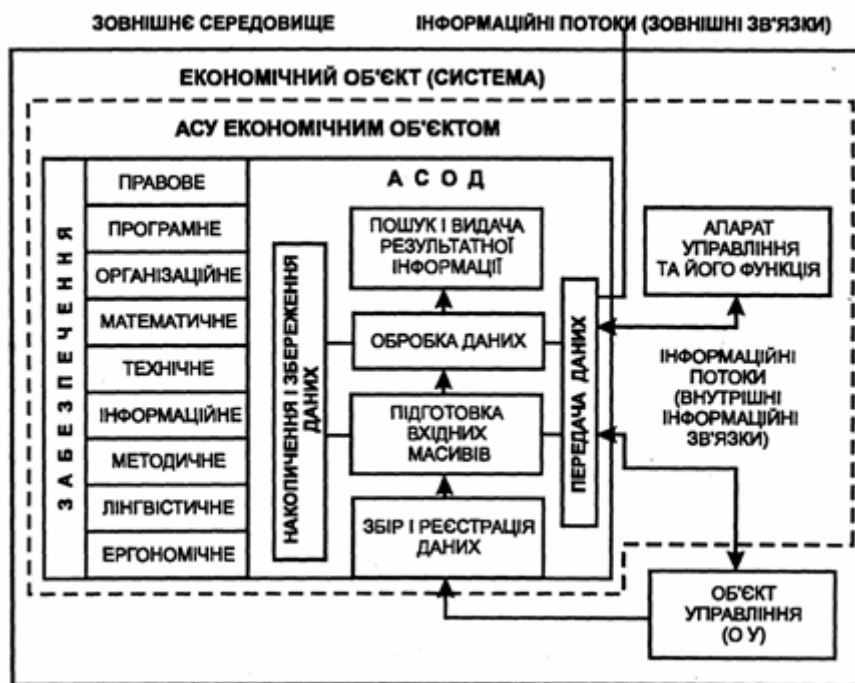 ЗОВНІШНЄ СЕРЕДОВИЩЕ
ІНФОРМАЦІЙНІ ПОТОКИ (ЗОВНІШНІ ЗВ'ЯЗКИ)
ЕКОНОМІЧНИЙ ОБ'ЄКТ (СИСТЕМА)
АСУ ЕКОНОМІЧНИМ ОБ'ЄКТОМ
ЗАБЕЗПЕЧЕННЯ
ПРАВОВЕ
ПРОГРАМНЕ
ОРГАНІЗАЦІЙНЕ
МАТЕМАТИЧНЕ
ТЕХНІЧНЕ
ІНФОРМАЦІЙНЕ
МЕТОДИЧНЕ
ЛІНГВІСТИЧНЕ
ЕРГОНОМІЧНЕ
А С О Д
НАКОПИЧЕННЯ І ЗБЕРЕЖЕННЯ
ДАНИХ
ПОШУК І ВИДАЧА
РЕЗУЛЬТАТНОЇ
ІНФОРМАЦІЇ
ОБРОБКА ДАНИХ
ПІДГОТОВКА
ВХІДНИХ
МАСИВІВ
ЗБІР І РЕЄСТРАЦІЯ
ДАНИХ
ПЕРЕДАЧА ДАНИХ
АПАРАТ
УПРАВЛІННЯ
ТА ЙОГО ФУНКЦІЯ
ІНФОРМАЦІЙНІ
ПОТОКИ
(ВНУТРІШНІ
ІНФОРМАЦІЙНІ
ЗВ'ЯЗКИ)
ОБ'ЄКТ
УПРАВЛІННЯ
(О У)